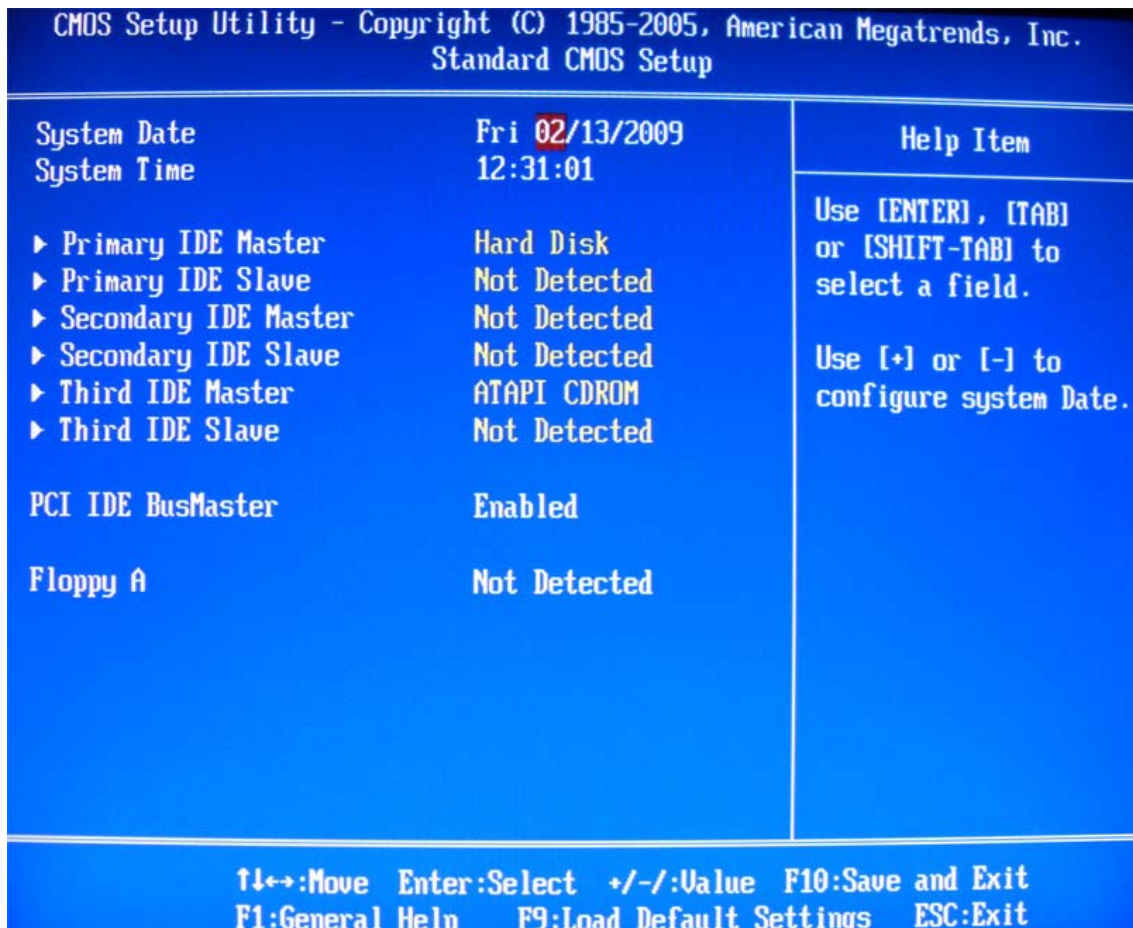 CMOS Setup Utility - Copyright (C) 1985-2005, American Megatrends, Inc.
Standard CMOS Setup
System Date Fri 02/13/2009
System Time 12:31:01
▶ Primary IDE Master Hard Disk
▶ Primary IDE Slave Not Detected
▶ Secondary IDE Master Not Detected
▶ Secondary IDE Slave Not Detected
▶ Third IDE Master ATAPI CDROM
▶ Third IDE Slave Not Detected
PCI IDE BusMaster Enabled
Floppy A Not Detected
Help Item
Use [ENTER], [TAB]
or [SHIFT-TAB] to
select a field.
Use [+] or [-] to
configure system Date.
↑↓←→:Move Enter:Select +/-/:Value F10:Save and Exit
F1:General Help F9:Load Default Settings ESC:Exit